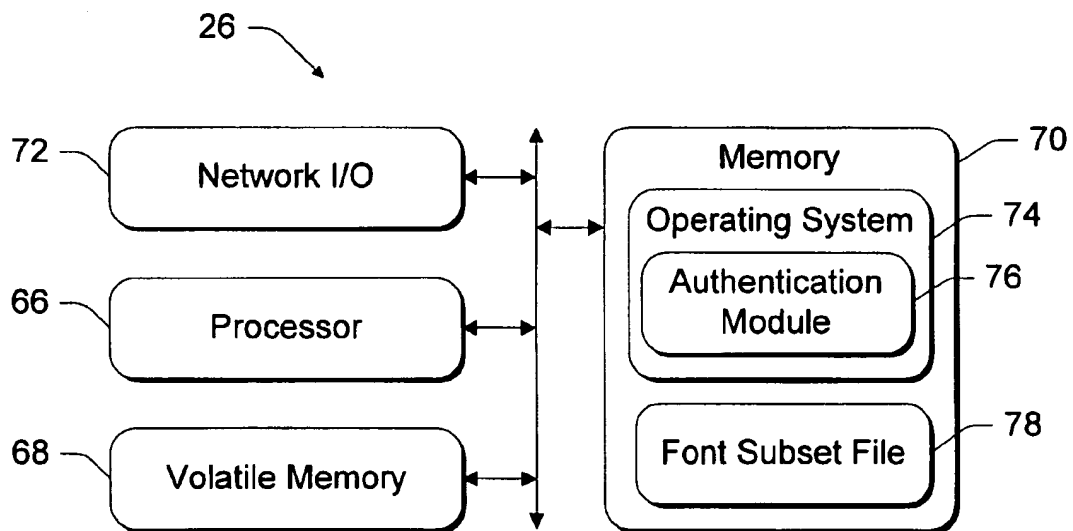 26
72
Network I/O
66
Processor
68
Volatile Memory
Memory
70
Operating System
74
Authentication
Module
76
Font Subset File
78